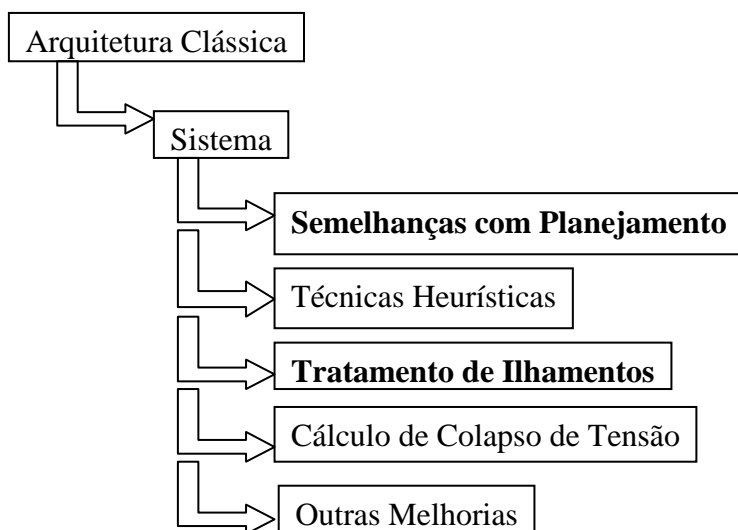 Arquitetura Clássica
Sistema
Semelhanças com Planejamento
Técnicas Heurísticas
Tratamento de Ilhamentos
Cálculo de Colapso de Tensão
Outras Melhorias